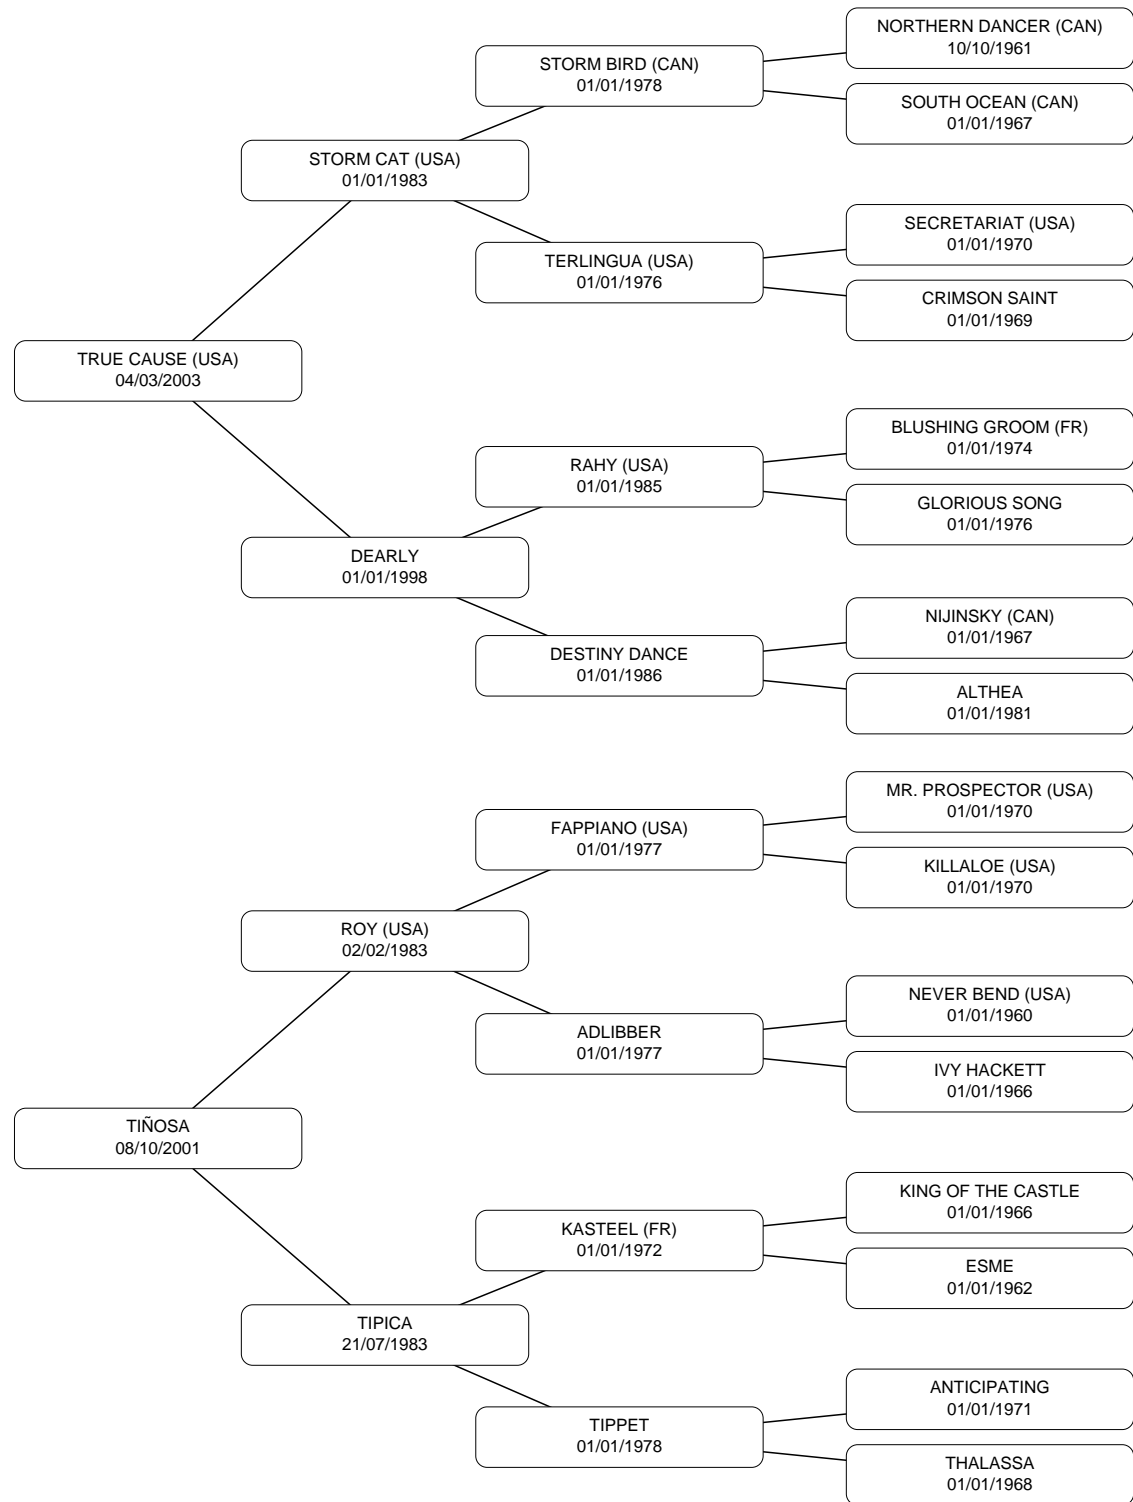 NORTHERN DANCER (CAN)
10/10/1961
STORM BIRD (CAN)
01/01/1978
SOUTH OCEAN (CAN)
01/01/1967
STORM CAT (USA)
01/01/1983
SECRETARIAT (USA)
01/01/1970
TERLINGUA (USA)
01/01/1976
CRIMSON SAINT
01/01/1969
TRUE CAUSE (USA)
04/03/2003
BLUSHING GROOM (FR)
01/01/1974
RAHY (USA)
01/01/1985
GLORIOUS SONG
01/01/1976
DEARLY
01/01/1998
NIJINSKY (CAN)
01/01/1967
DESTINY DANCE
01/01/1986
ALTHEA
01/01/1981
MR. PROSPECTOR (USA)
01/01/1970
FAPPIANO (USA)
01/01/1977
KILLALOE (USA)
01/01/1970
ROY (USA)
02/02/1983
NEVER BEND (USA)
01/01/1960
ADLIBBER
01/01/1977
IVY HACKETT
01/01/1966
TIÑOSA
08/10/2001
KING OF THE CASTLE
01/01/1966
KASTEEL (FR)
01/01/1972
ESME
01/01/1962
TIPICA
21/07/1983
ANTICIPATING
01/01/1971
TIPPET
01/01/1978
THALASSA
01/01/1968